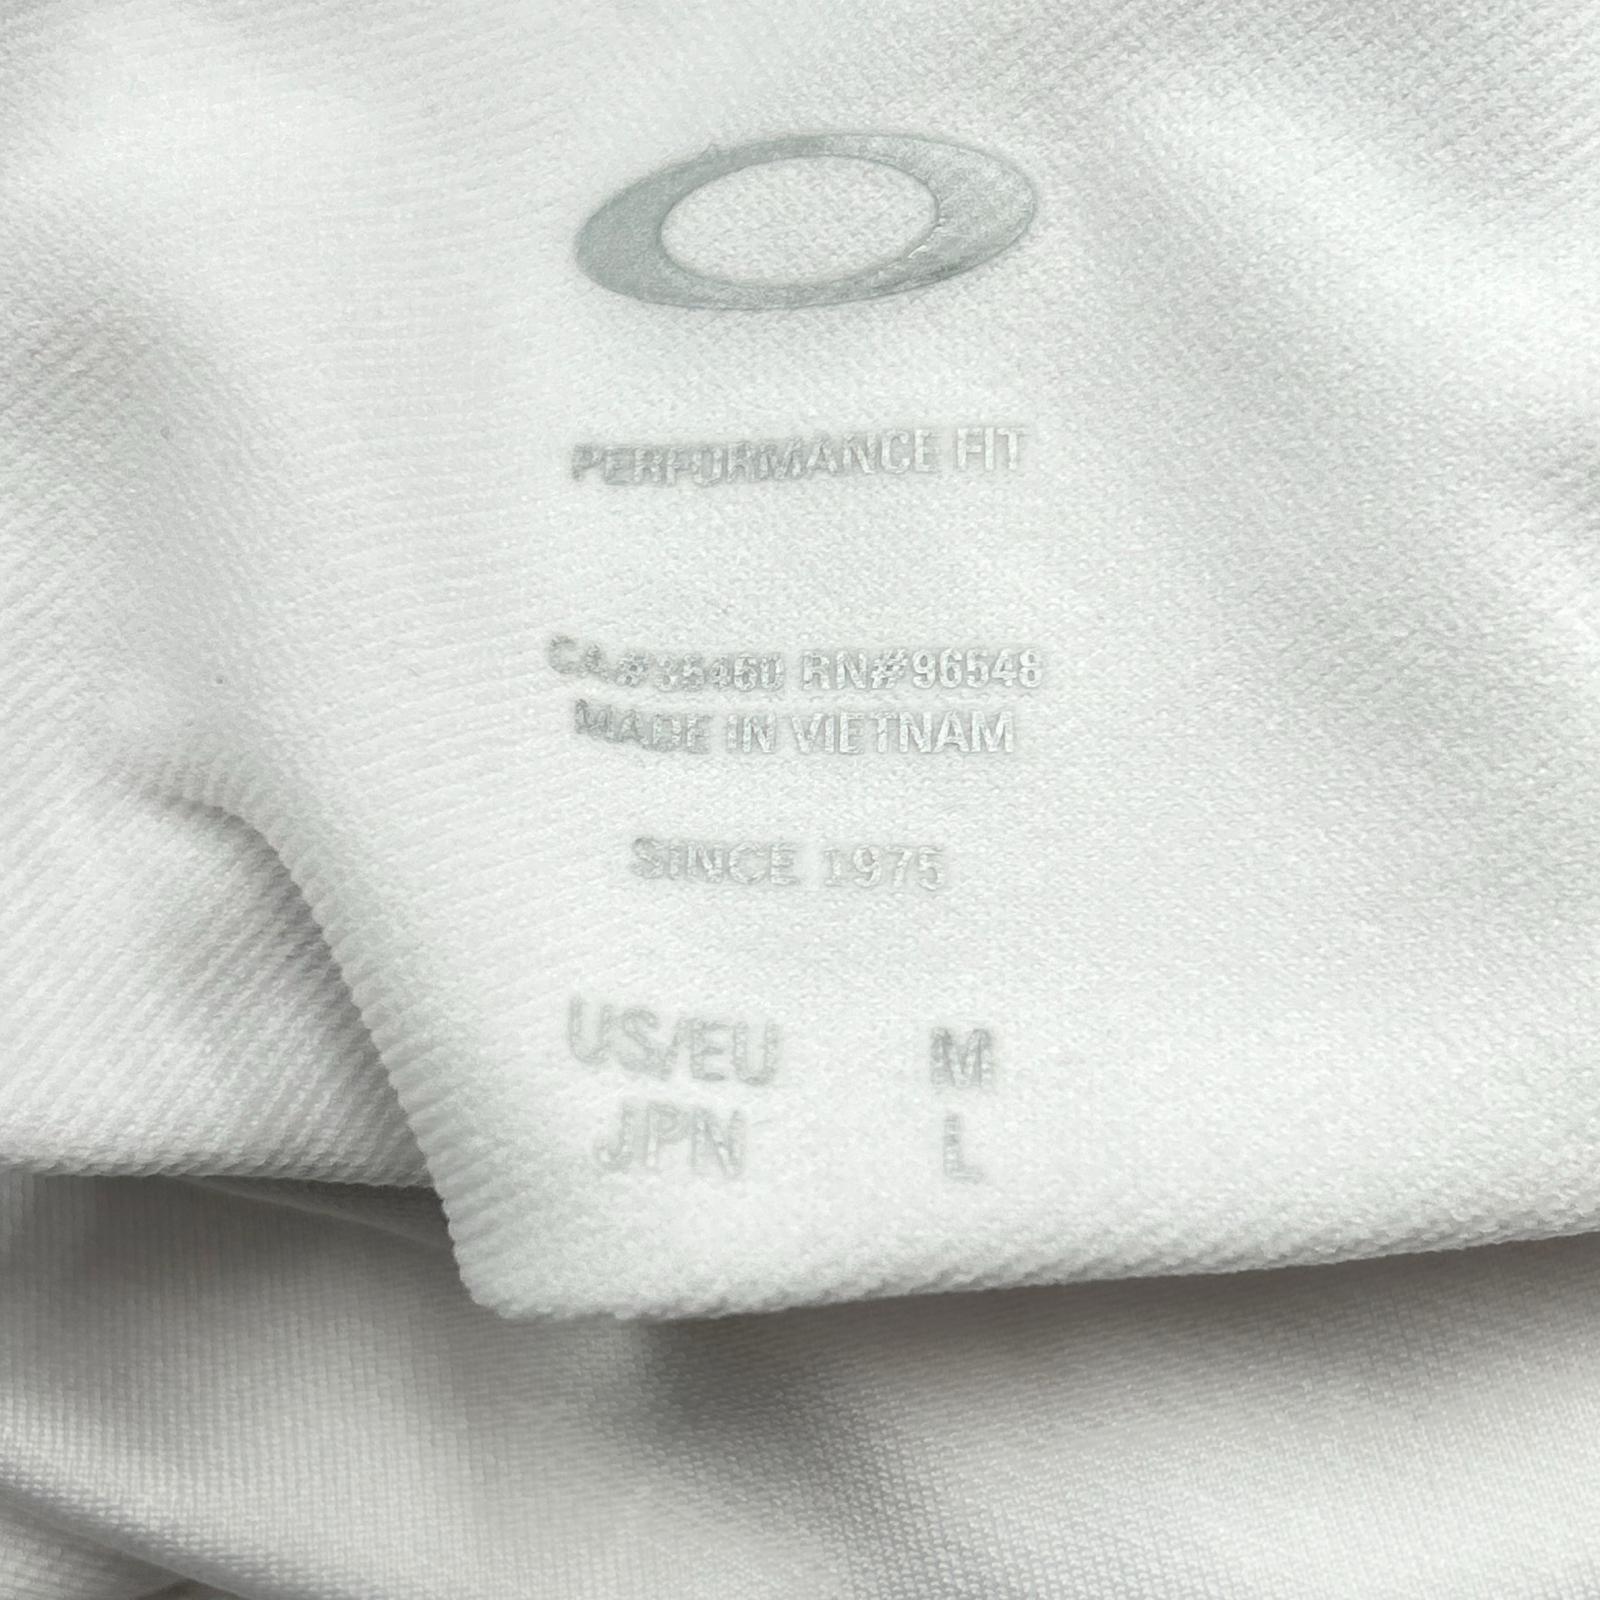 PERFORMANCE FIT
CA#35460 RN#96548
MADE IN VIETNAM
SINCE 1975
US/EU M
JPN L